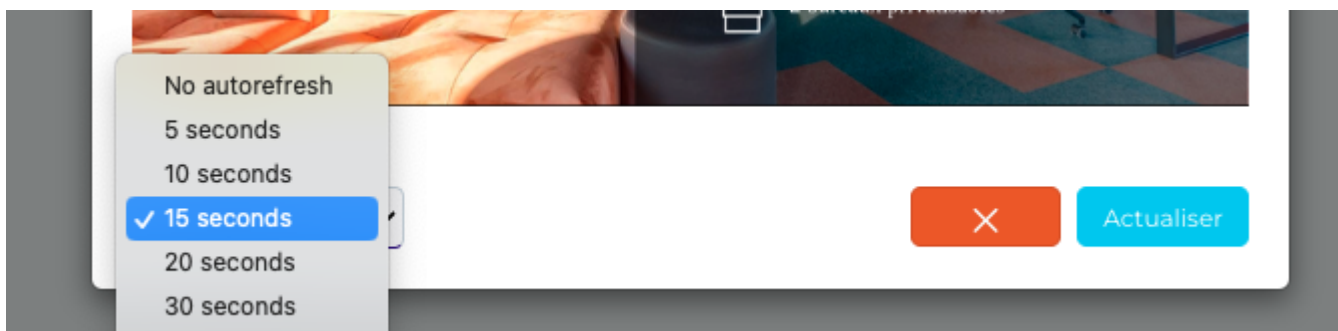 No autorefresh
5 seconds
10 seconds
15 seconds
20 seconds
30 seconds
Actualiser